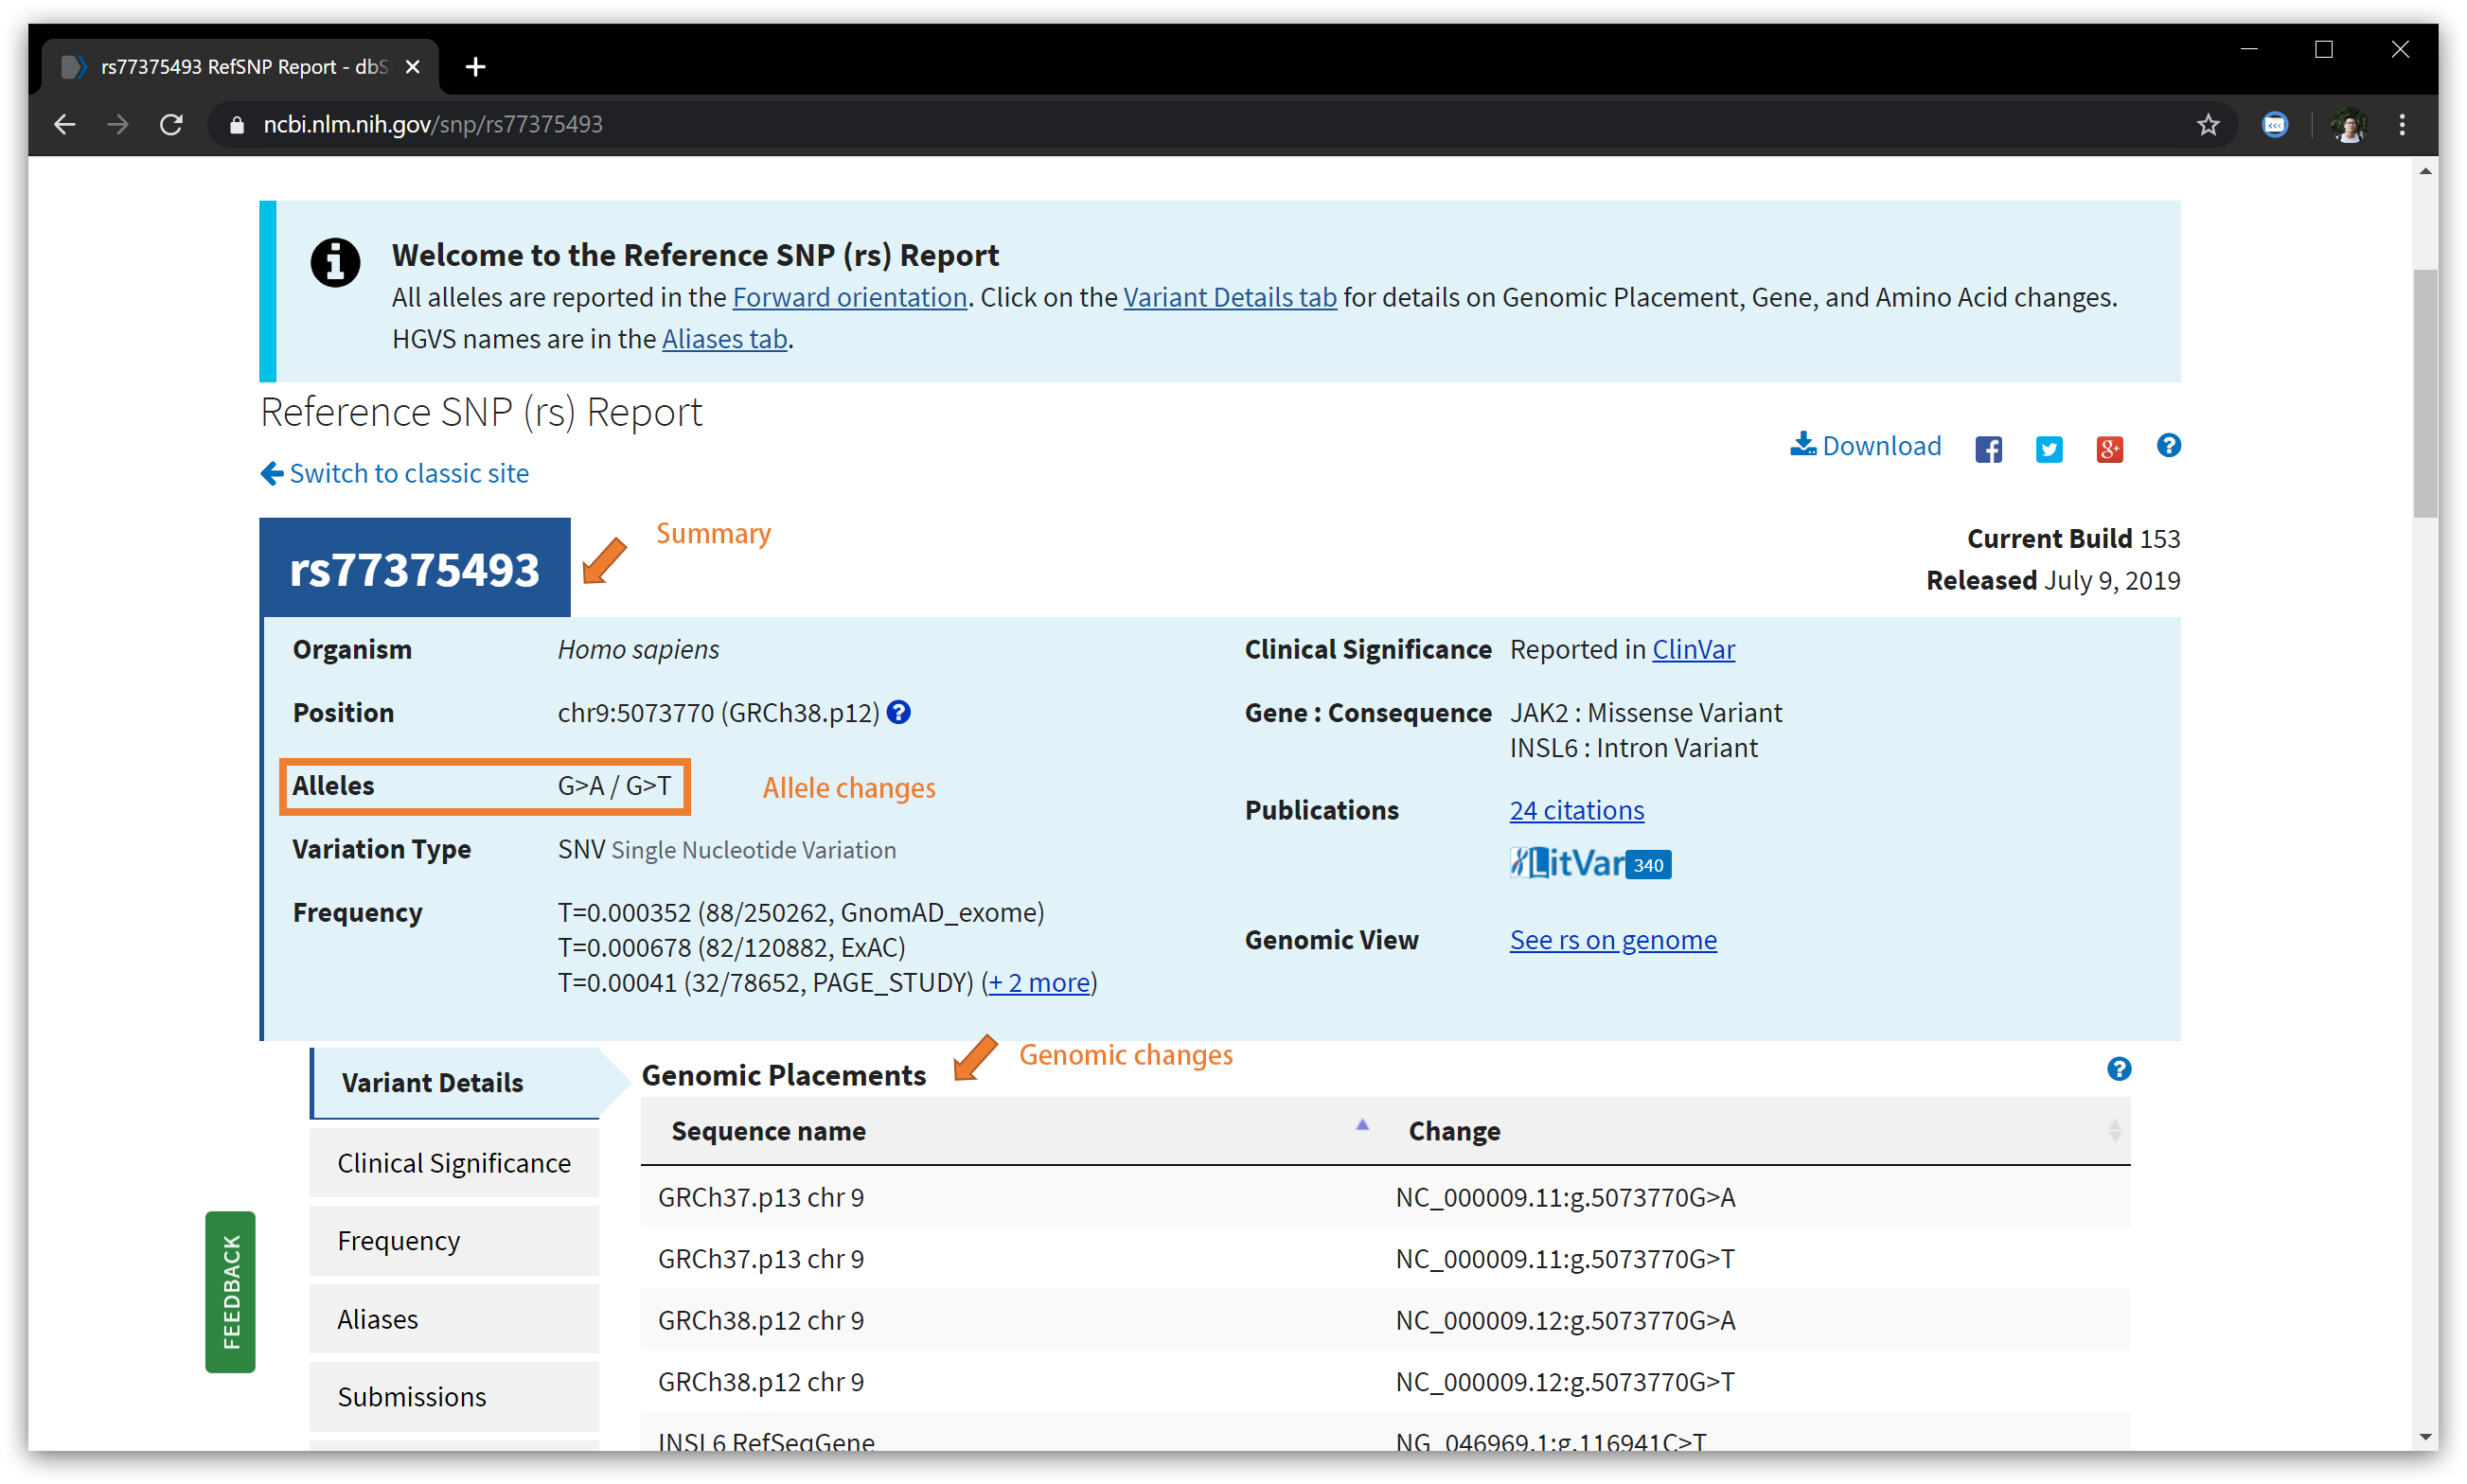 rs77375493 RefSNP Report - dbS
ncbi.nlm.nih.gov/snp/rs77375493
Welcome to the Reference SNP (rs) Report
All alleles are reported in the Forward orientation. Click on the Variant Details tab for details on Genomic Placement, Gene, and Amino Acid changes.
HGVS names are in the Aliases tab.
Reference SNP (rs) Report
Download
Switch to classic site
Summary
rs77375493
Current Build 153
Released July 9, 2019
Organism Homo sapiens
Position chr9:5073770 (GRCh38.p12)
Alleles G>A / G>T
Allele changes
Variation Type SNV Single Nucleotide Variation
Frequency T=0.000352 (88/250262, GnomAD_exome)
T=0.000678 (82/120882, ExAC)
T=0.00041 (32/78652, PAGE_STUDY) (+ 2 more)
Clinical Significance Reported in ClinVar
Gene : Consequence JAK2 : Missense Variant
INSL6 : Intron Variant
Publications 24 citations
LitVar 340
Genomic View See rs on genome
Variant Details
Clinical Significance
Frequency
Aliases
Submissions
FEEDBACK
Genomic Placements
Genomic changes
Sequence name Change
GRCh37.p13 chr 9 NC_000009.11:g.5073770G>A
GRCh37.p13 chr 9 NC_000009.11:g.5073770G>T
GRCh38.p12 chr 9 NC_000009.12:g.5073770G>A
GRCh38.p12 chr 9 NC_000009.12:g.5073770G>T
INSL6 RefSeqGene NG_046969.1:g.116941C>T